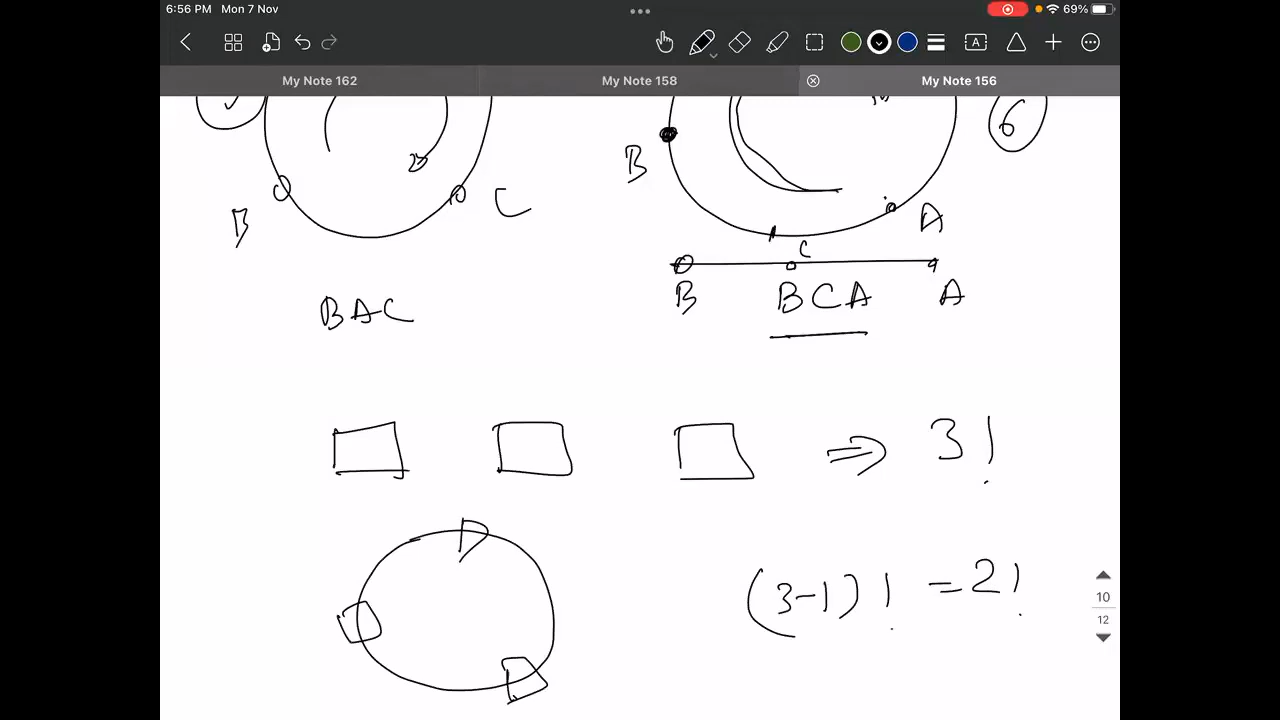 6:56 PM Mon 7 Nov
69%
A
My Note 162
My Note 158
My Note 156
6
B
B
C
A
C
B
BCA
A
BAC
⇒ 3!
(3-1)! = 2!
10
12